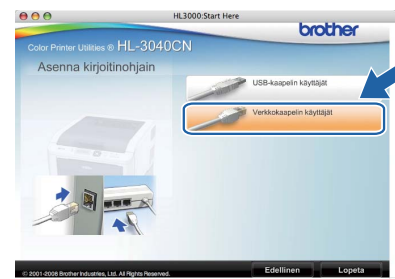 HL3000:Start Here
brother
Color Printer Utilities ® HL-3040CN
Asenna kirjoitinohjain
USB-kaapelin käyttäjät
Verkkokaapelin käyttäjät
© 2001-2008 Brother Industries, Ltd. All Rights Reserved.
Edellinen
Lopeta